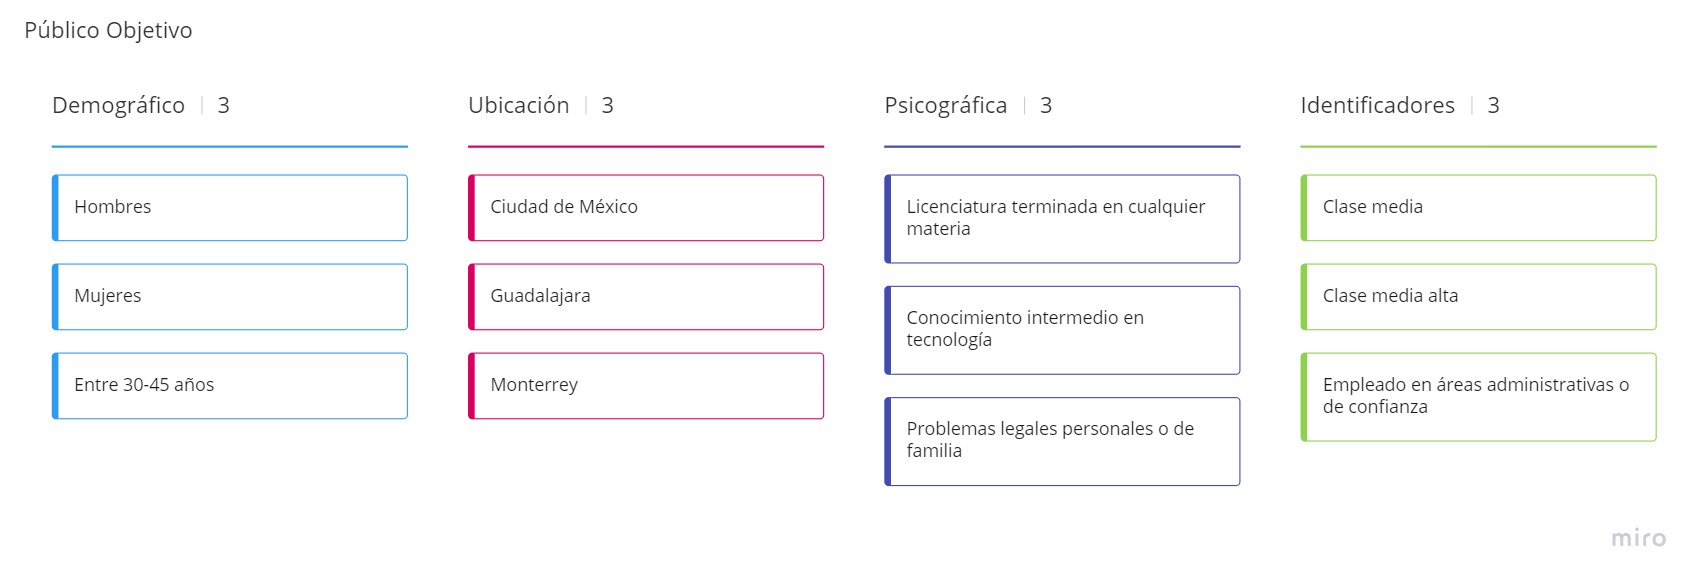 Público Objetivo
Demográfico | 3
Hombres
Mujeres
Entre 30-45 años
Ubicación | 3
Ciudad de México
Guadalajara
Monterrey
Psicográfica | 3
Licenciatura terminada en cualquier
materia
Conocimiento intermedio en
tecnología
Problemas legales personales o de
familia
Identificadores | 3
Clase media
Clase media alta
Empleado en áreas administrativas o
de confianza
miro